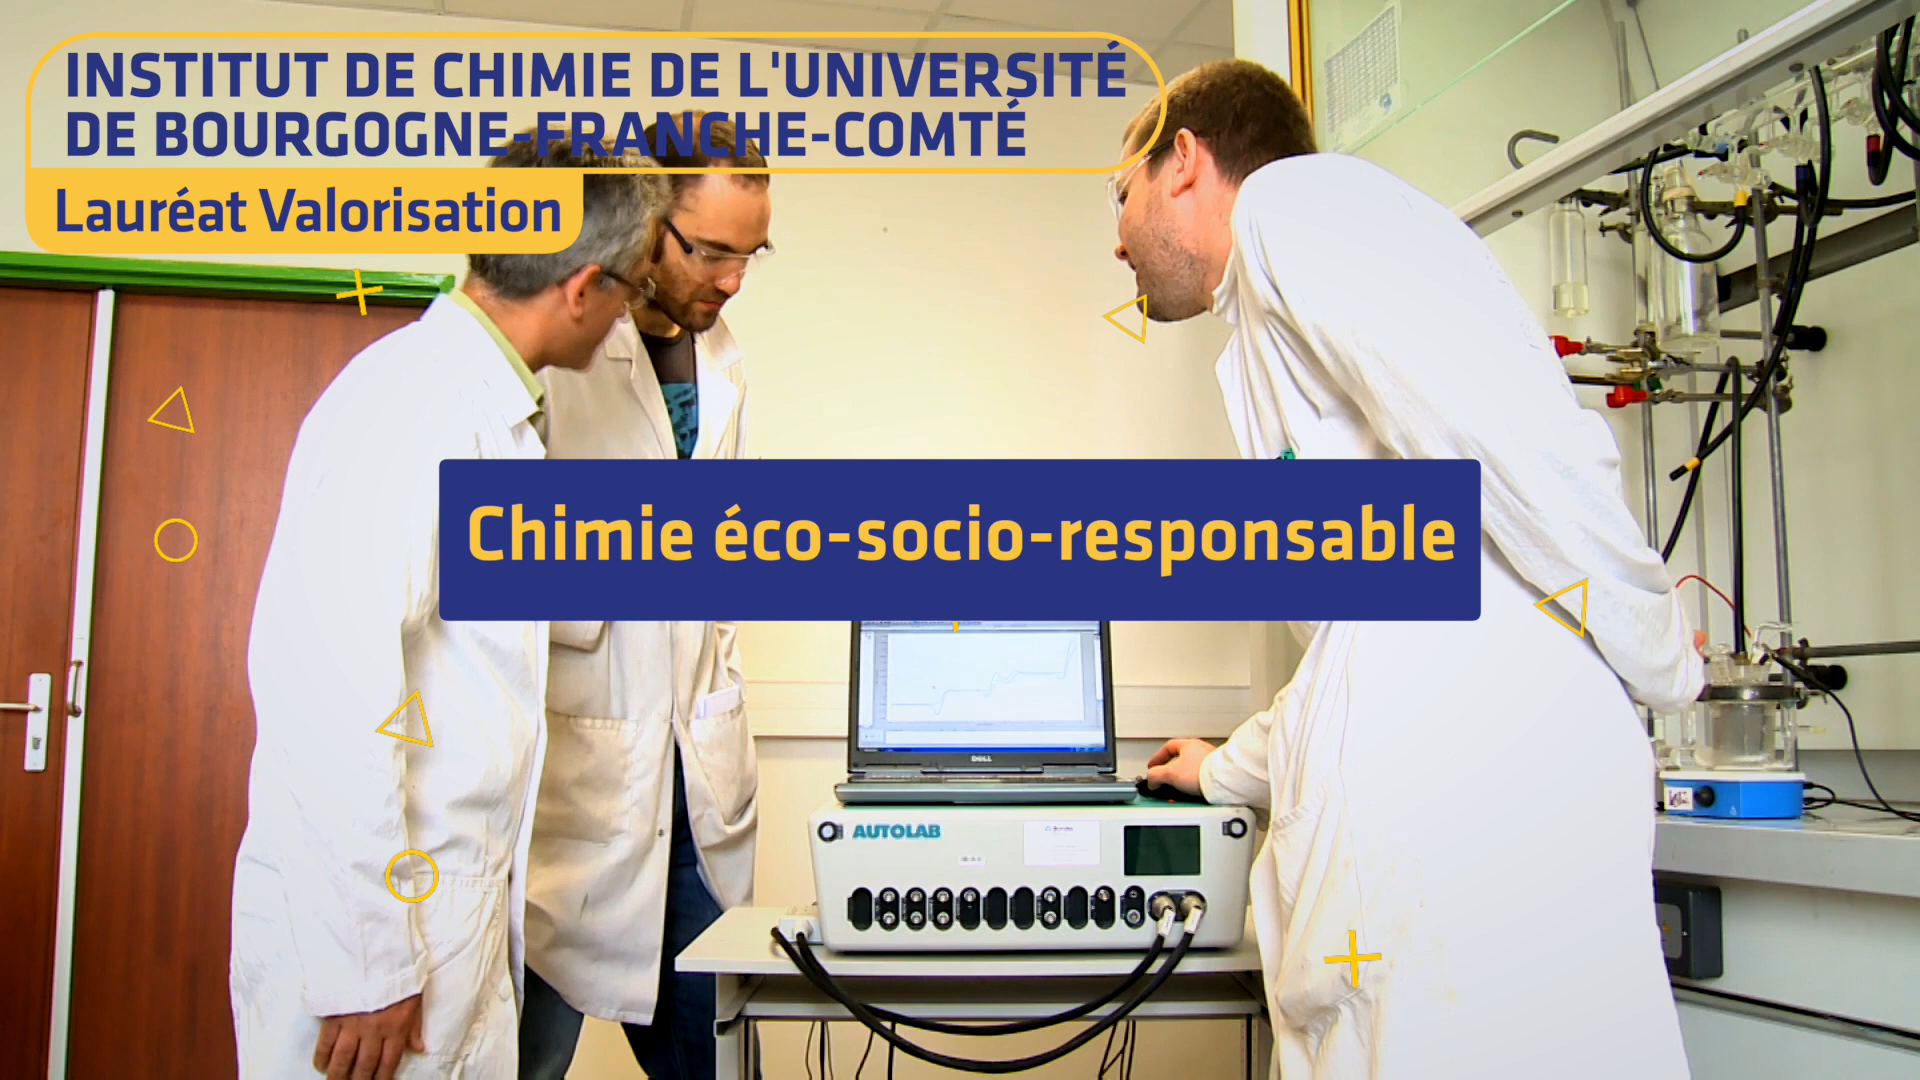 INSTITUT DE CHIMIE DE L'UNIVERSITÉ
DE BOURGOGNE-FRANCHE-COMTÉ
Lauréat Valorisation
Chimie éco-socio-responsable
DELL
AUTOLAB